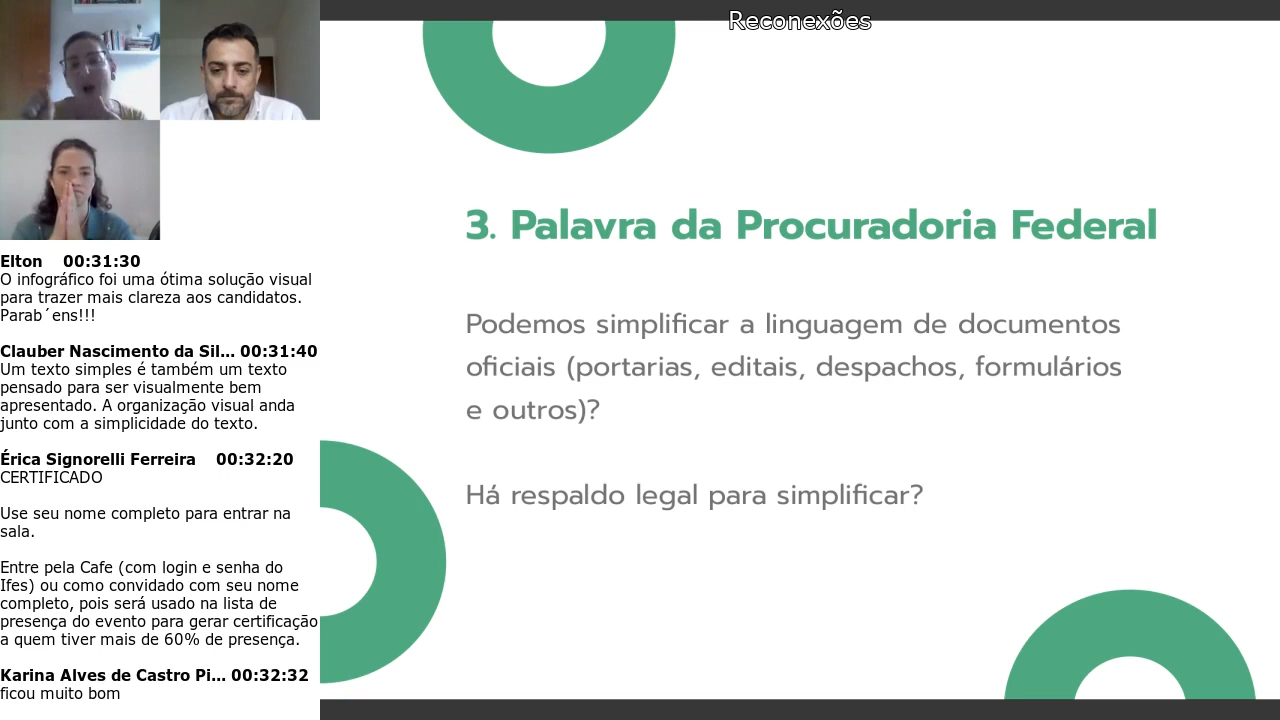 Reconexões
Elton 00:31:30
O infográfico foi uma ótima solução visual
para trazer mais clareza aos candidatos.
Parab´ens!!!
Clauber Nascimento da Sil... 00:31:40
Um texto simples é também um texto
pensado para ser visualmente bem
apresentado. A organização visual anda
junto com a simplicidade do texto.
Érica Signorelli Ferreira 00:32:20
CERTIFICADO
Use seu nome completo para entrar na
sala.
Entre pela Cafe (com login e senha do
Ifes) ou como convidado com seu nome
completo, pois será usado na lista de
presença do evento para gerar certificação
a quem tiver mais de 60% de presença.
Karina Alves de Castro Pi... 00:32:32
ficou muito bom
3. Palavra da Procuradoria Federal
Podemos simplificar a linguagem de documentos
oficiais (portarias, editais, despachos, formulários
e outros)?
Há respaldo legal para simplificar?